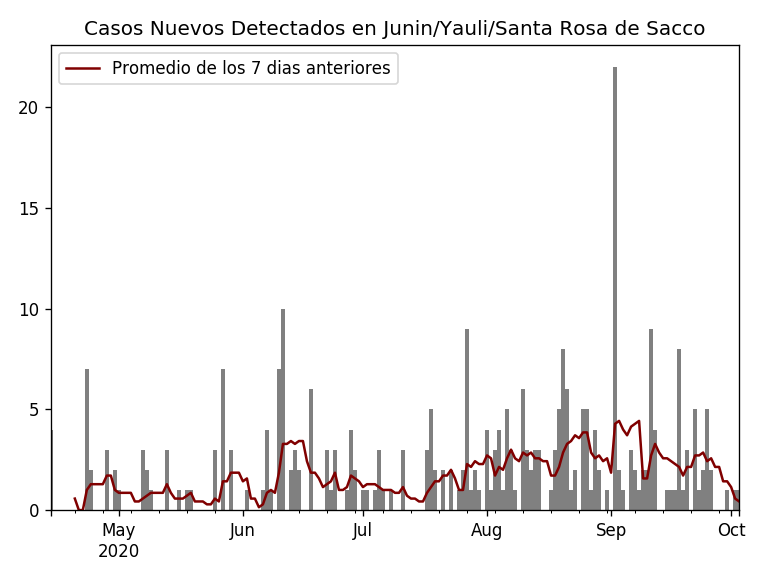 Casos Nuevos Detectados en Junin/Yauli/Santa Rosa de Sacco
Promedio de los 7 dias anteriores
20
15
10
5
0
May Jun Jul Aug Sep Oct
2020